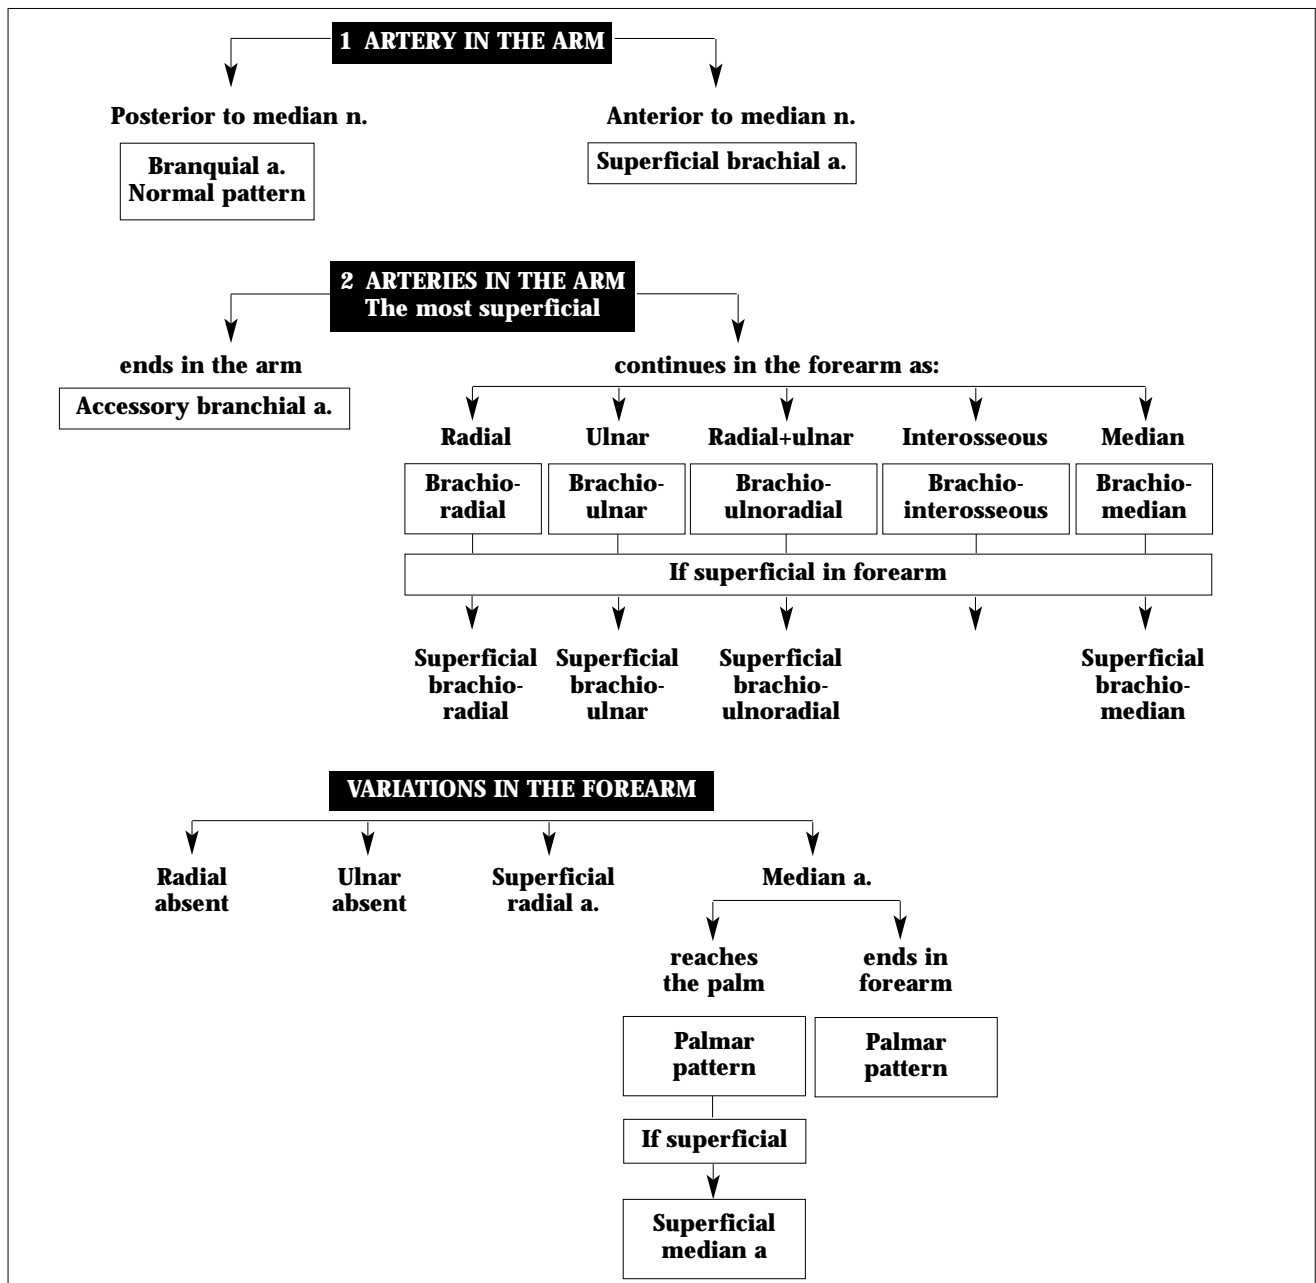 1 ARTERY IN THE ARM
Posterior to median n.
Anterior to median n.
Branquial a.
Normal pattern
Superficial brachial a.
2 ARTERIES IN THE ARM
The most superficial
ends in the arm
continues in the forearm as:
Accessory branchial a.
Radial
Ulnar
Radial+ulnar
Interosseous
Median
Brachio-
radial
Brachio-
ulnar
Brachio-
ulnoradial
Brachio-
interosseous
Brachio-
median
If superficial in forearm
Superficial
brachio-
radial
Superficial
brachio-
ulnar
Superficial
brachio-
ulnoradial
Superficial
brachio-
median
VARIATIONS IN THE FOREARM
Radial
absent
Ulnar
absent
Superficial
radial a.
Median a.
reaches
the palm
ends in
forearm
Palmar
pattern
Palmar
pattern
If superficial
Superficial
median a